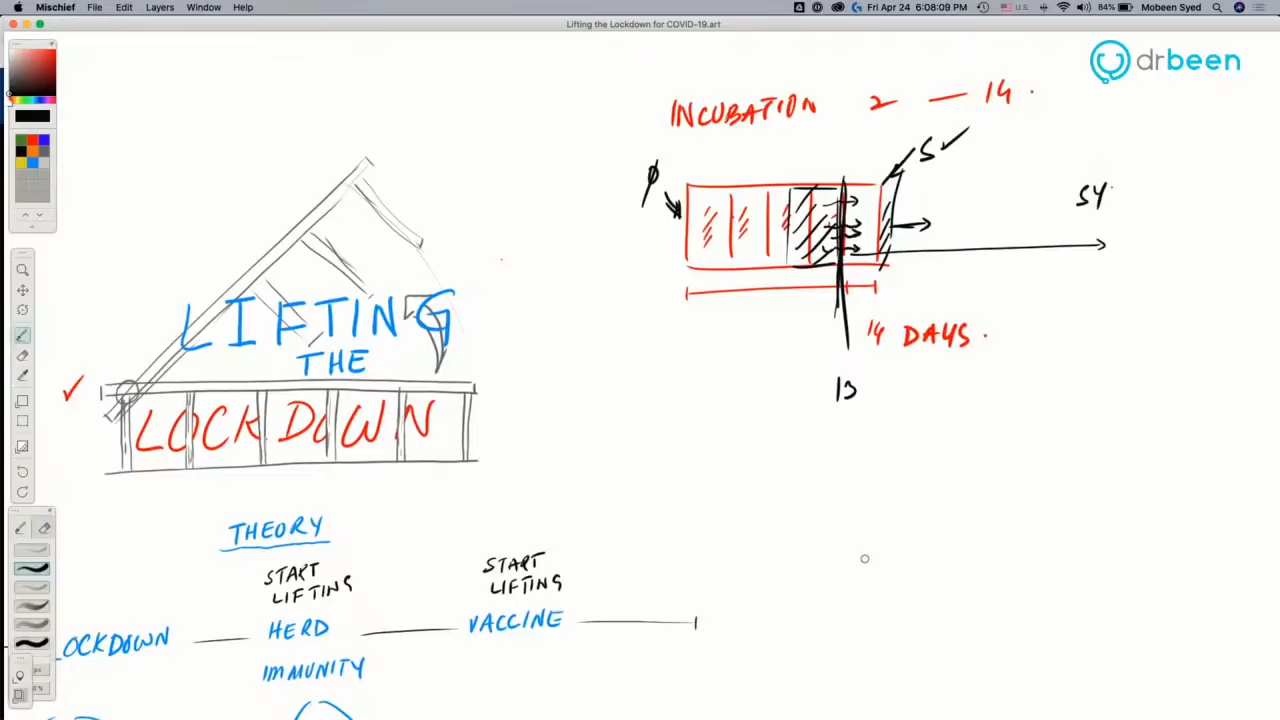 Mischief File Edit Layers Window Help
U.S. 84% Fri Apr 24 6:08:09 PM Mobeen Syed
Lifting the Lockdown for COVID-19.art
drbeen
INCUBATION 2 — 14.
S
SY
14 DAYS.
13
LIFTING
THE
LOCKDOWN
THEORY
START
LIFTING
START
LIFTING
LOCKDOWN — HERD — VACCINE
IMMUNITY